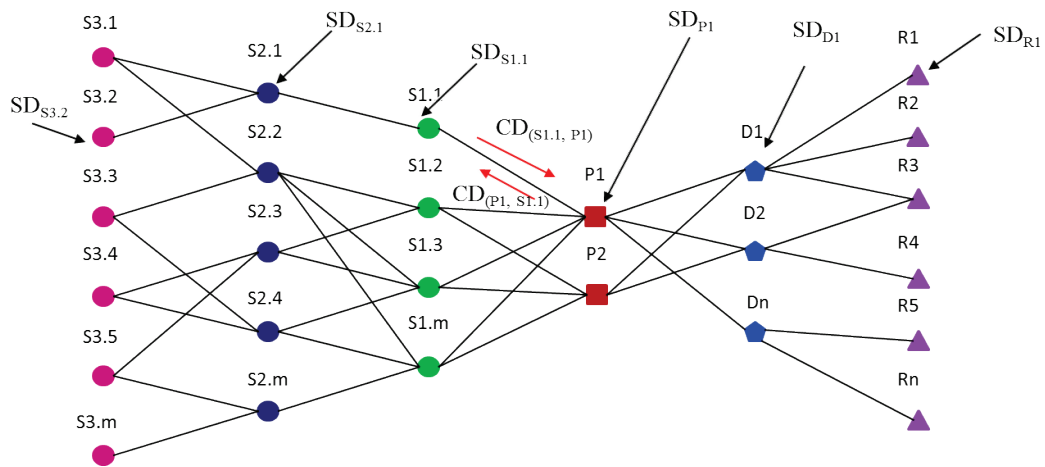 S3.1
S3.2
SD_S3.2
S3.3
S3.4
S3.5
S3.m
SD_S2.1
S2.1
S2.2
S2.3
S2.4
S2.m
SD_S1.1
S1.1
S1.2
S1.3
S1.m
CD_(S1.1, P1)
CD_(P1, S1.1)
SD_P1
P1
P2
SD_D1
D1
D2
Dn
SD_R1
R1
R2
R3
R4
R5
Rn